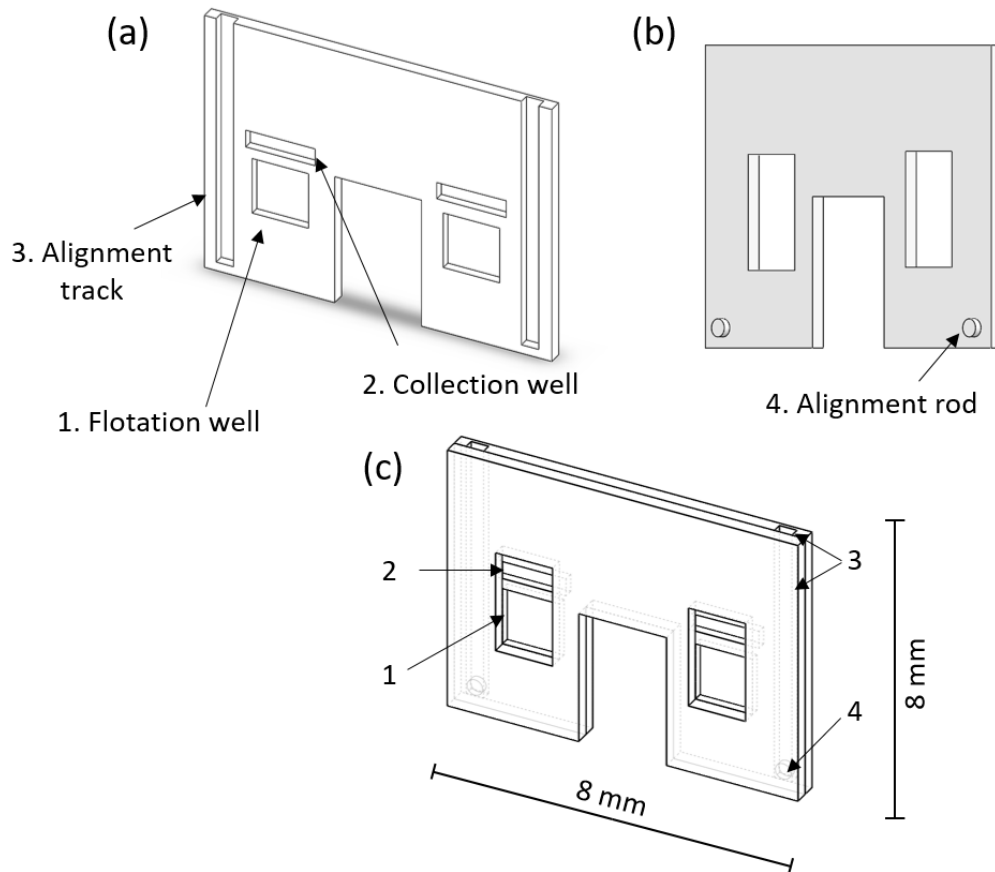 (a)
(b)
3. Alignment
track
2. Collection well
1. Flotation well
4. Alignment rod
(c)
2
3
1
4
8 mm
8 mm